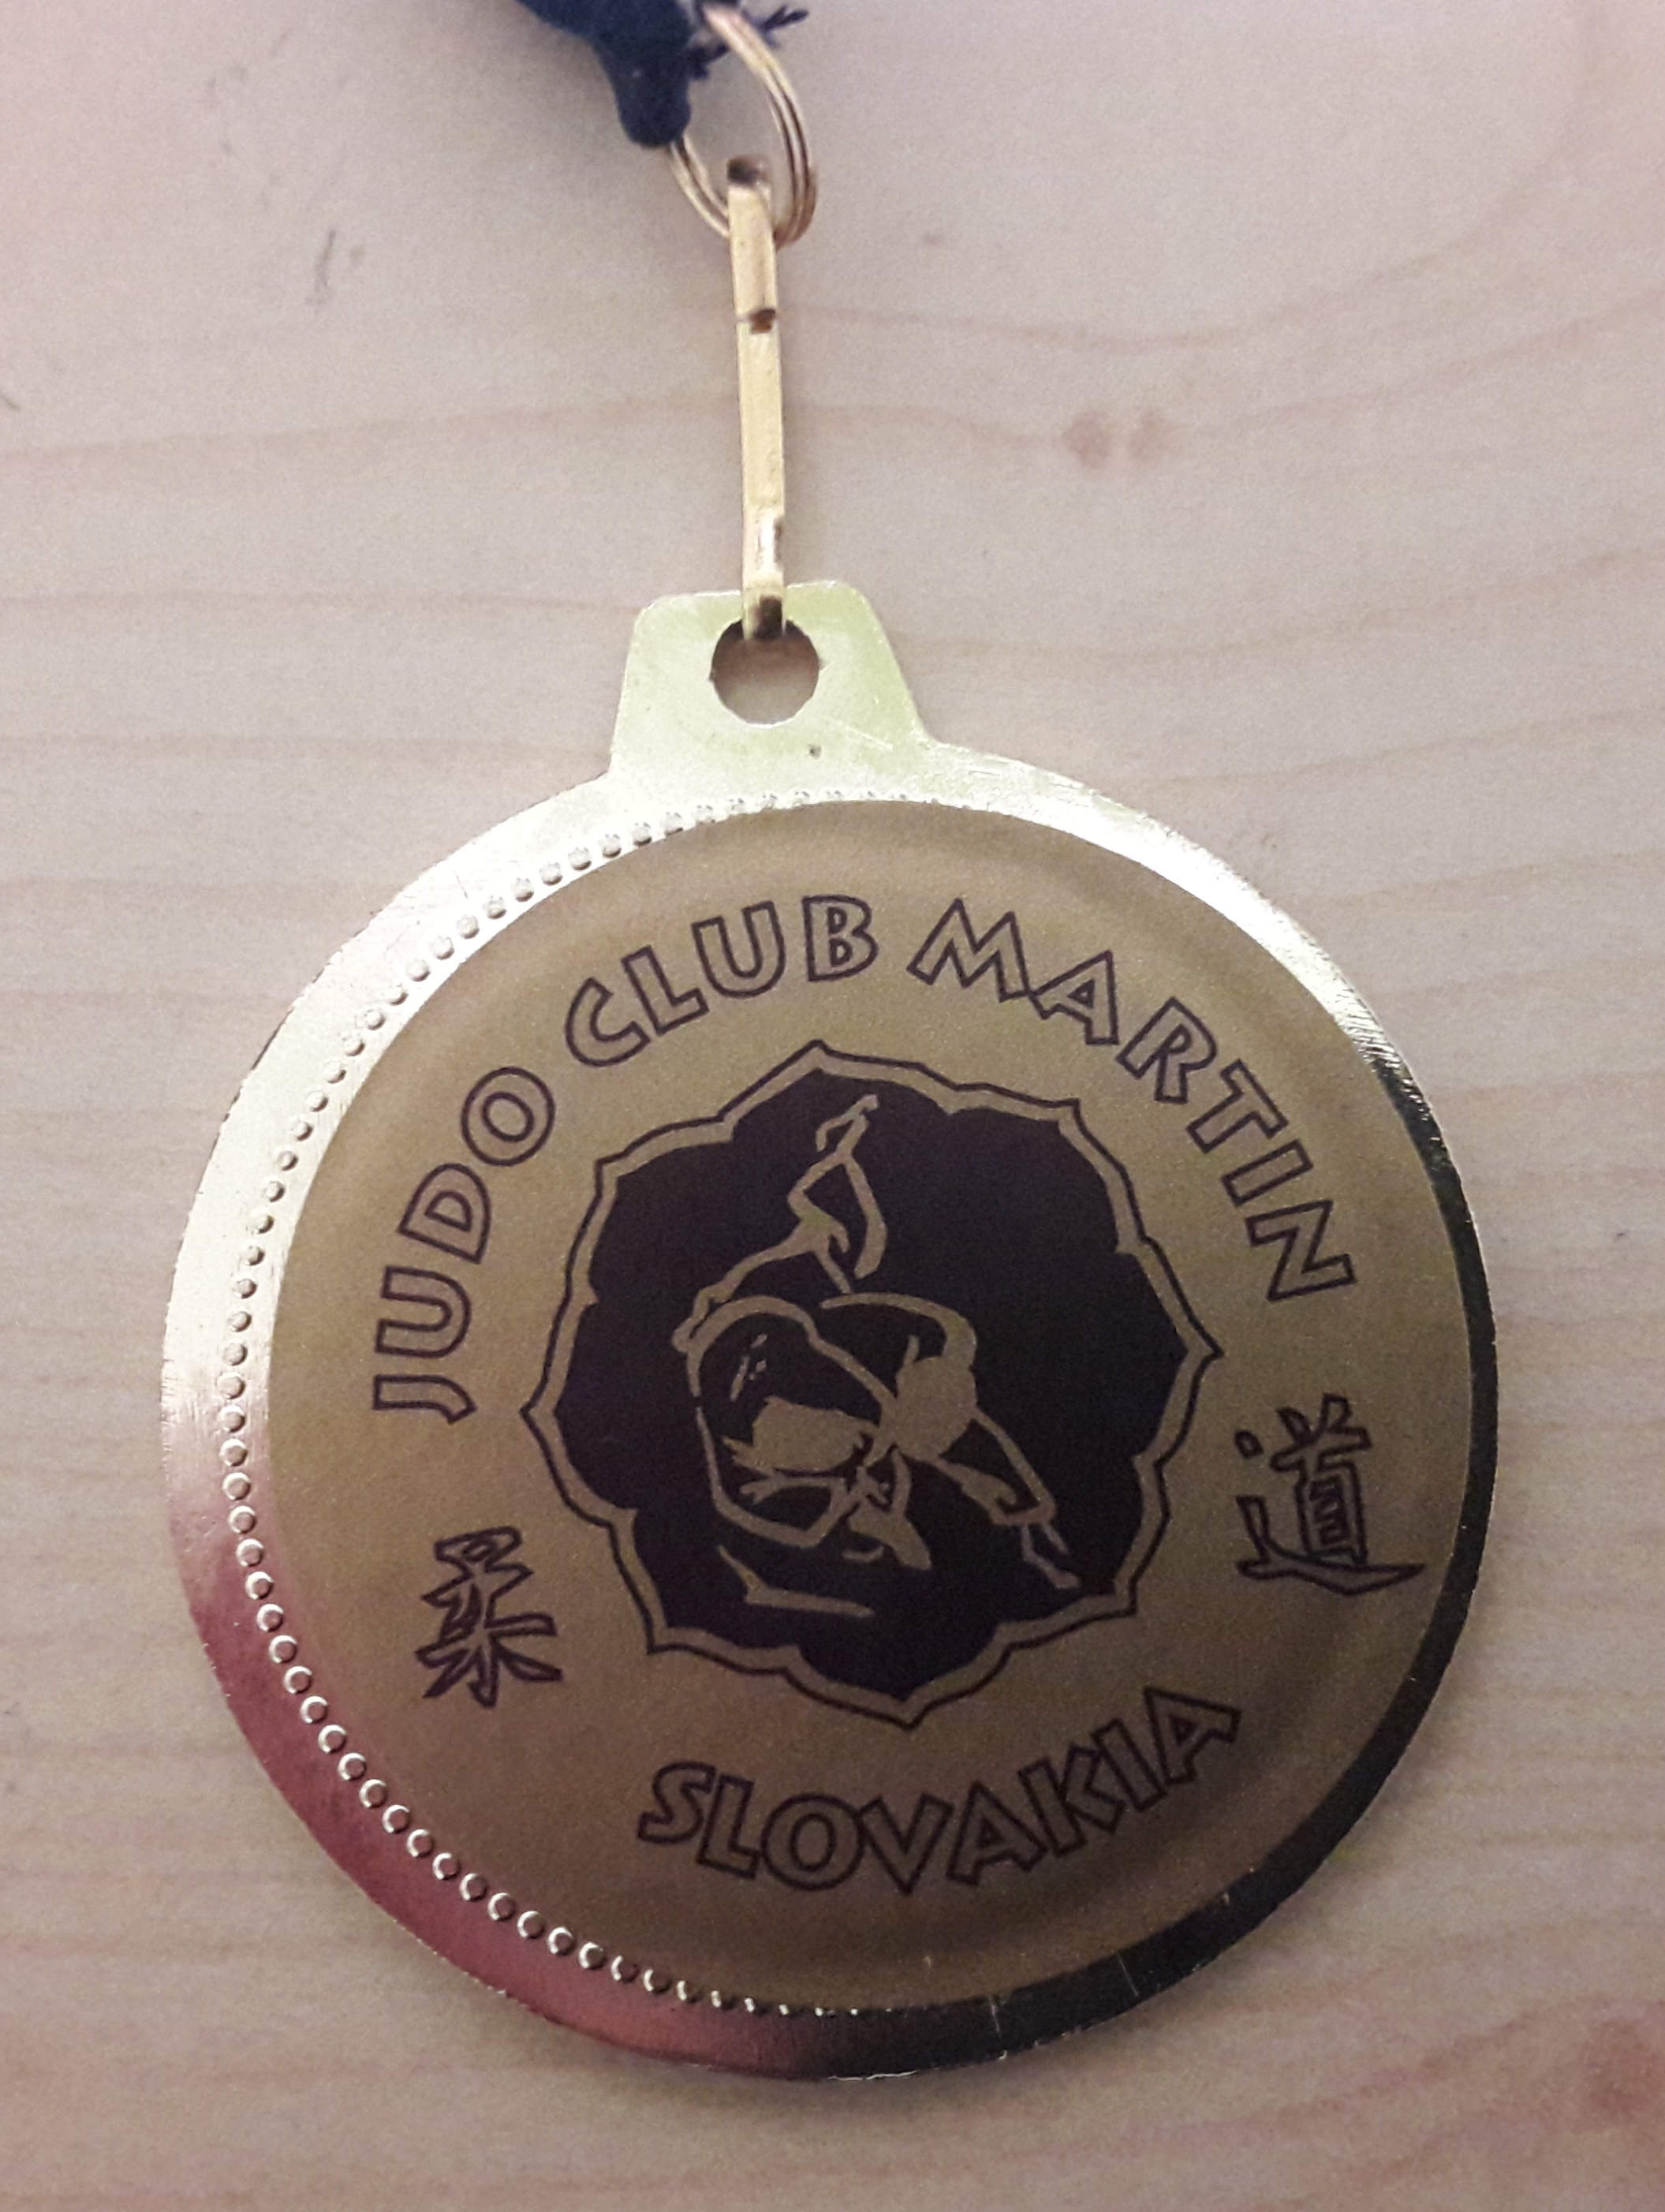 JUDO CLUB MARTIN
柔 道
SLOVAKIA